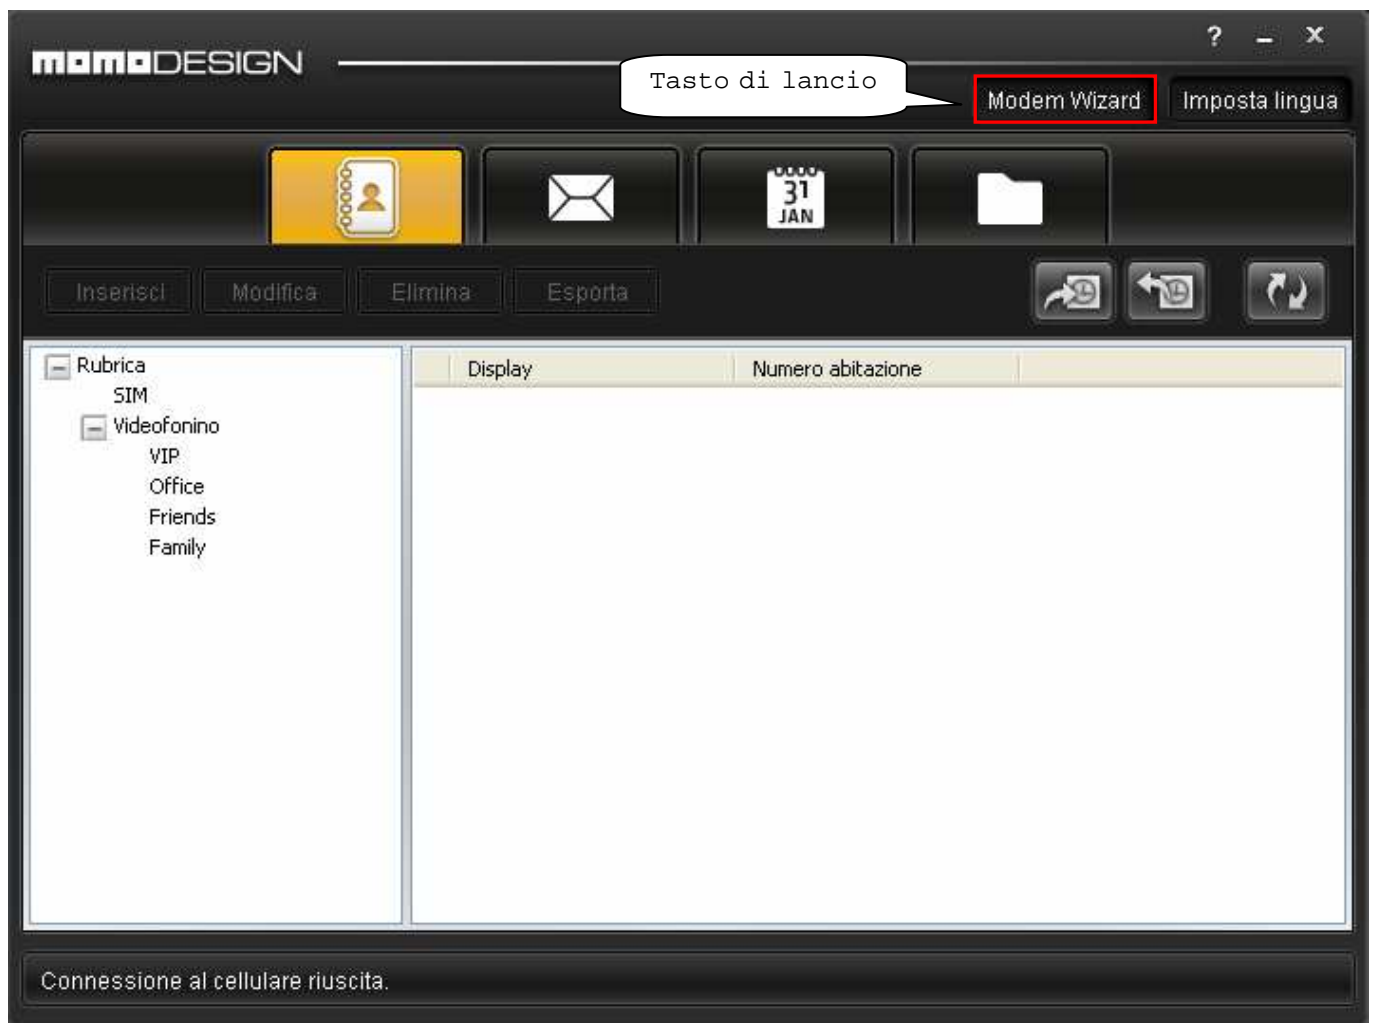 ? – X
momoDESIGN
Tasto di lancio
Modem Wizard
Imposta lingua
31
JAN
Inserisci
Modifica
Elimina
Esporta
Rubrica
SIM
Videofonino
VIP
Office
Friends
Family
Display
Numero abitazione
Connessione al cellulare riuscita.